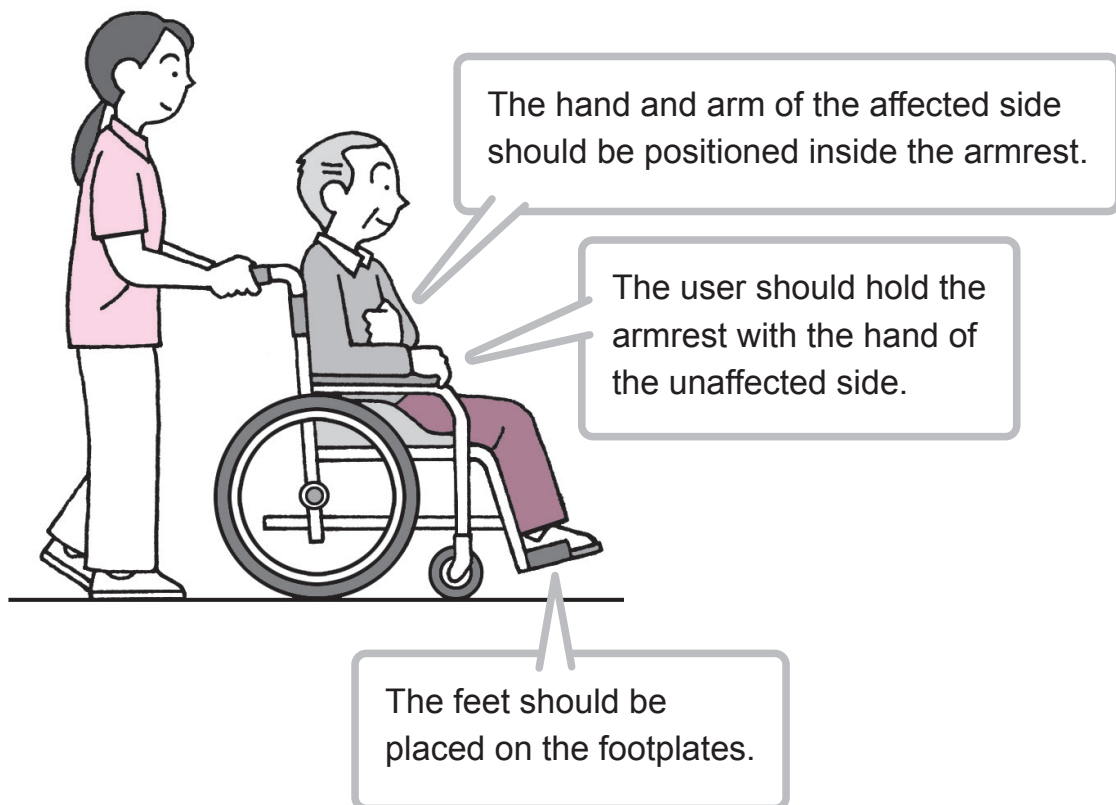 The hand and arm of the affected side
should be positioned inside the armrest.
The user should hold the
armrest with the hand of
the unaffected side.
The feet should be
placed on the footplates.